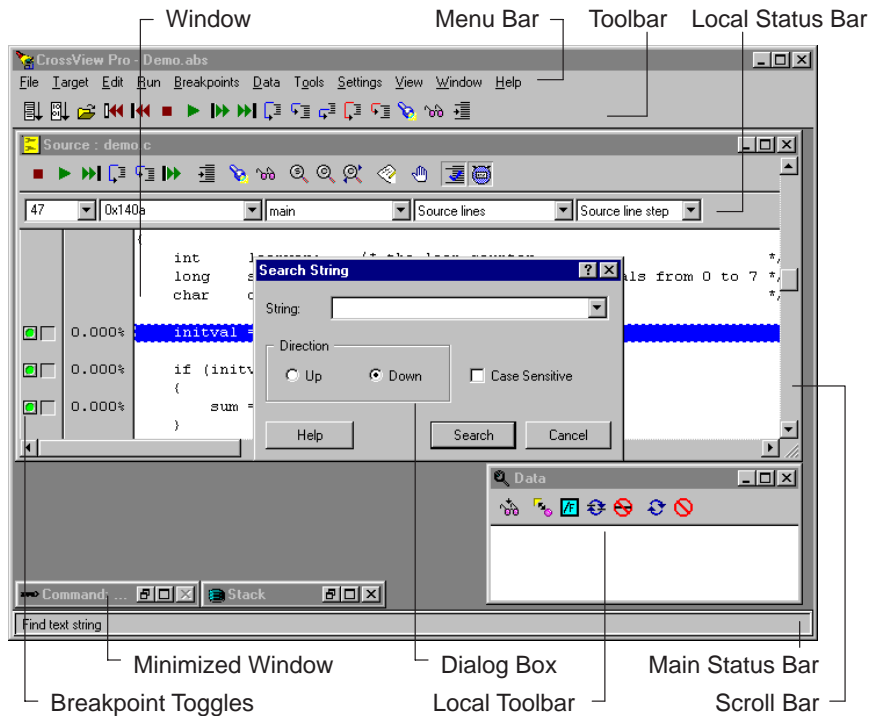 Window Menu Bar Toolbar Local Status Bar
CrossView Pro - Demo.abs
File Target Edit Run Breakpoints Data Tools Settings View Window Help
Source : demo.c
47 0x140a main Source lines Source line step
{
int /* the loop counter */
long als from 0 to 7 */
char */
Search String
String:
0.000% initval =
Direction
Up Down Case Sensitive
0.000% if (initv
{
0.000% sum =
}
Help Search Cancel
Data
/F
Command: ... Stack
Find text string
Minimized Window Dialog Box Main Status Bar
Breakpoint Toggles Local Toolbar Scroll Bar